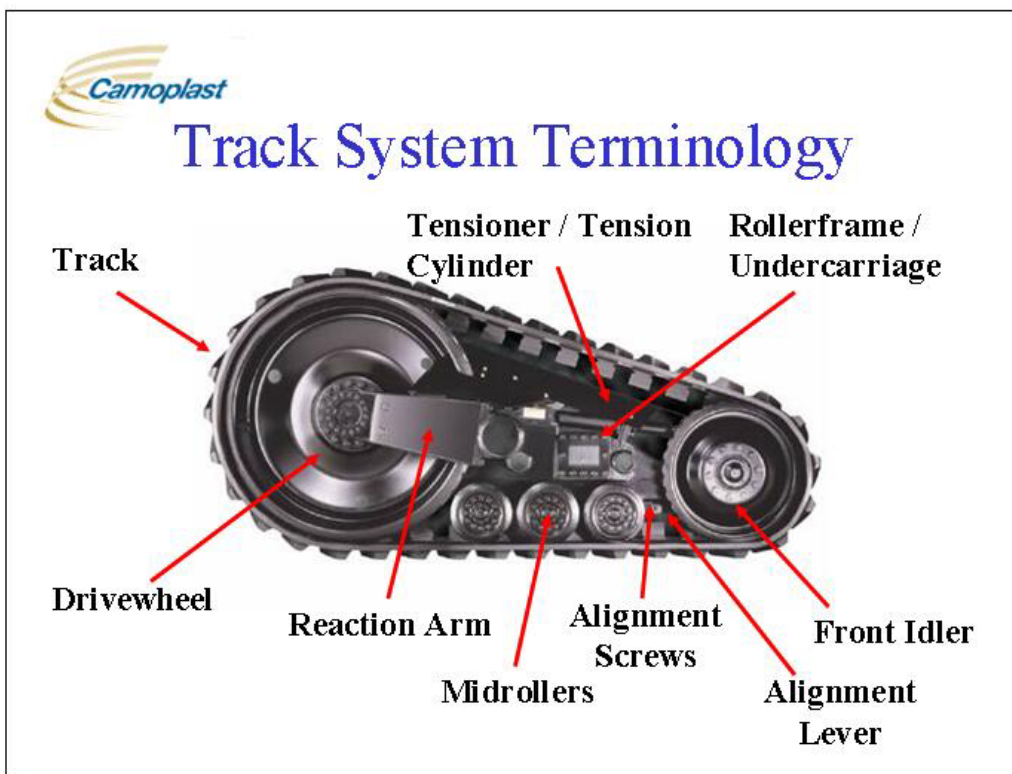 Camoplast
Track System Terminology
Tensioner / Tension
Cylinder
Rollerframe /
Undercarriage
Track
Drivewheel
Reaction Arm
Midrollers
Alignment
Screws
Alignment
Lever
Front Idler